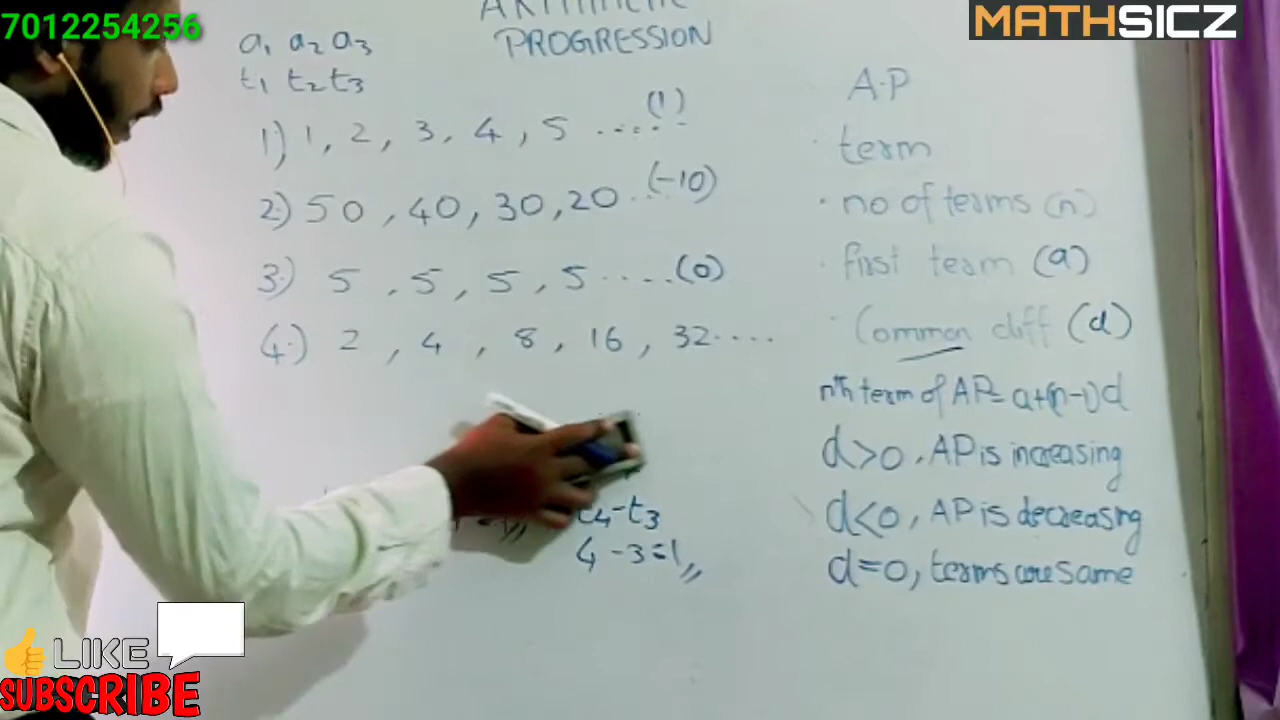 7012254256
MATHSICZ
ARITHMETIC
PROGRESSION
a1 a2 a3
t1 t2 t3
1) 1, 2, 3, 4, 5 ...... (1)
2.) 50, 40, 30, 20 ... (-10)
3.) 5, 5, 5, 5 ..... (0)
(4.) 2, 4, 8, 16, 32....
t4-t3
4-3=1,,
A.P
· term
· no of terms (n)
· first term (a)
· Common diff (d)
nth term of AP= a+(n-1)d
d>0, AP is increasing
d<0, AP is decreasing
d=0, terms are same
LIKE
SUBSCRIBE